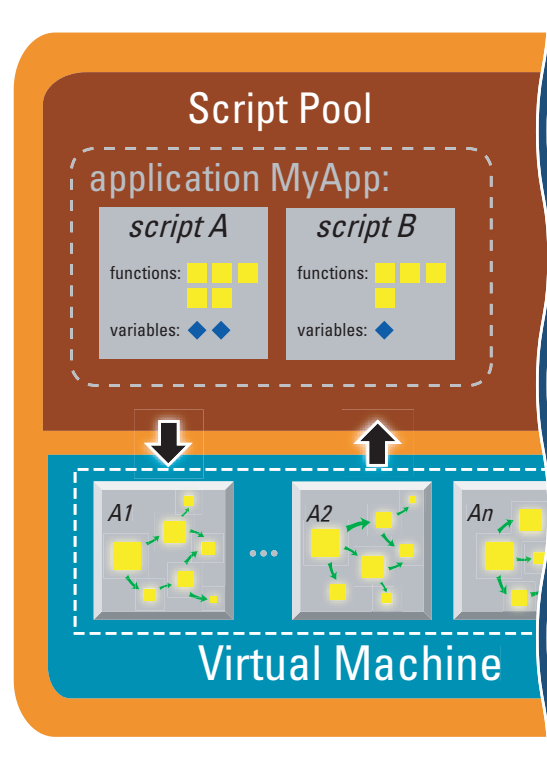 Script Pool
application MyApp:
script A
functions:
variables:
script B
functions:
variables:
A1
...
A2
An
Virtual Machine